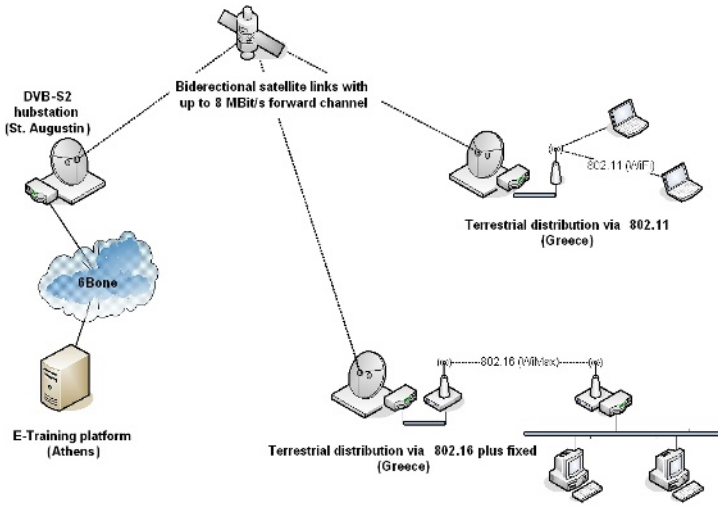 Biderectional satellite links with
up to 8 MBit/s forward channel
DVB-S2
hubstation
(St. Augustin)
802.11 (WiFi)
Terrestrial distribution via 802.11
(Greece)
6Bone
802.16 (WiMax)
E-Training platform
(Athens)
Terrestrial distribution via 802.16 plus fixed
(Greece)